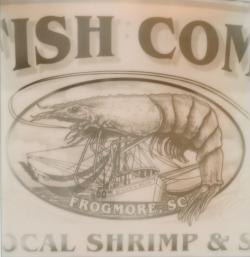 FISH COM
FROGMORE, SC
OCAL SHRIMP & S